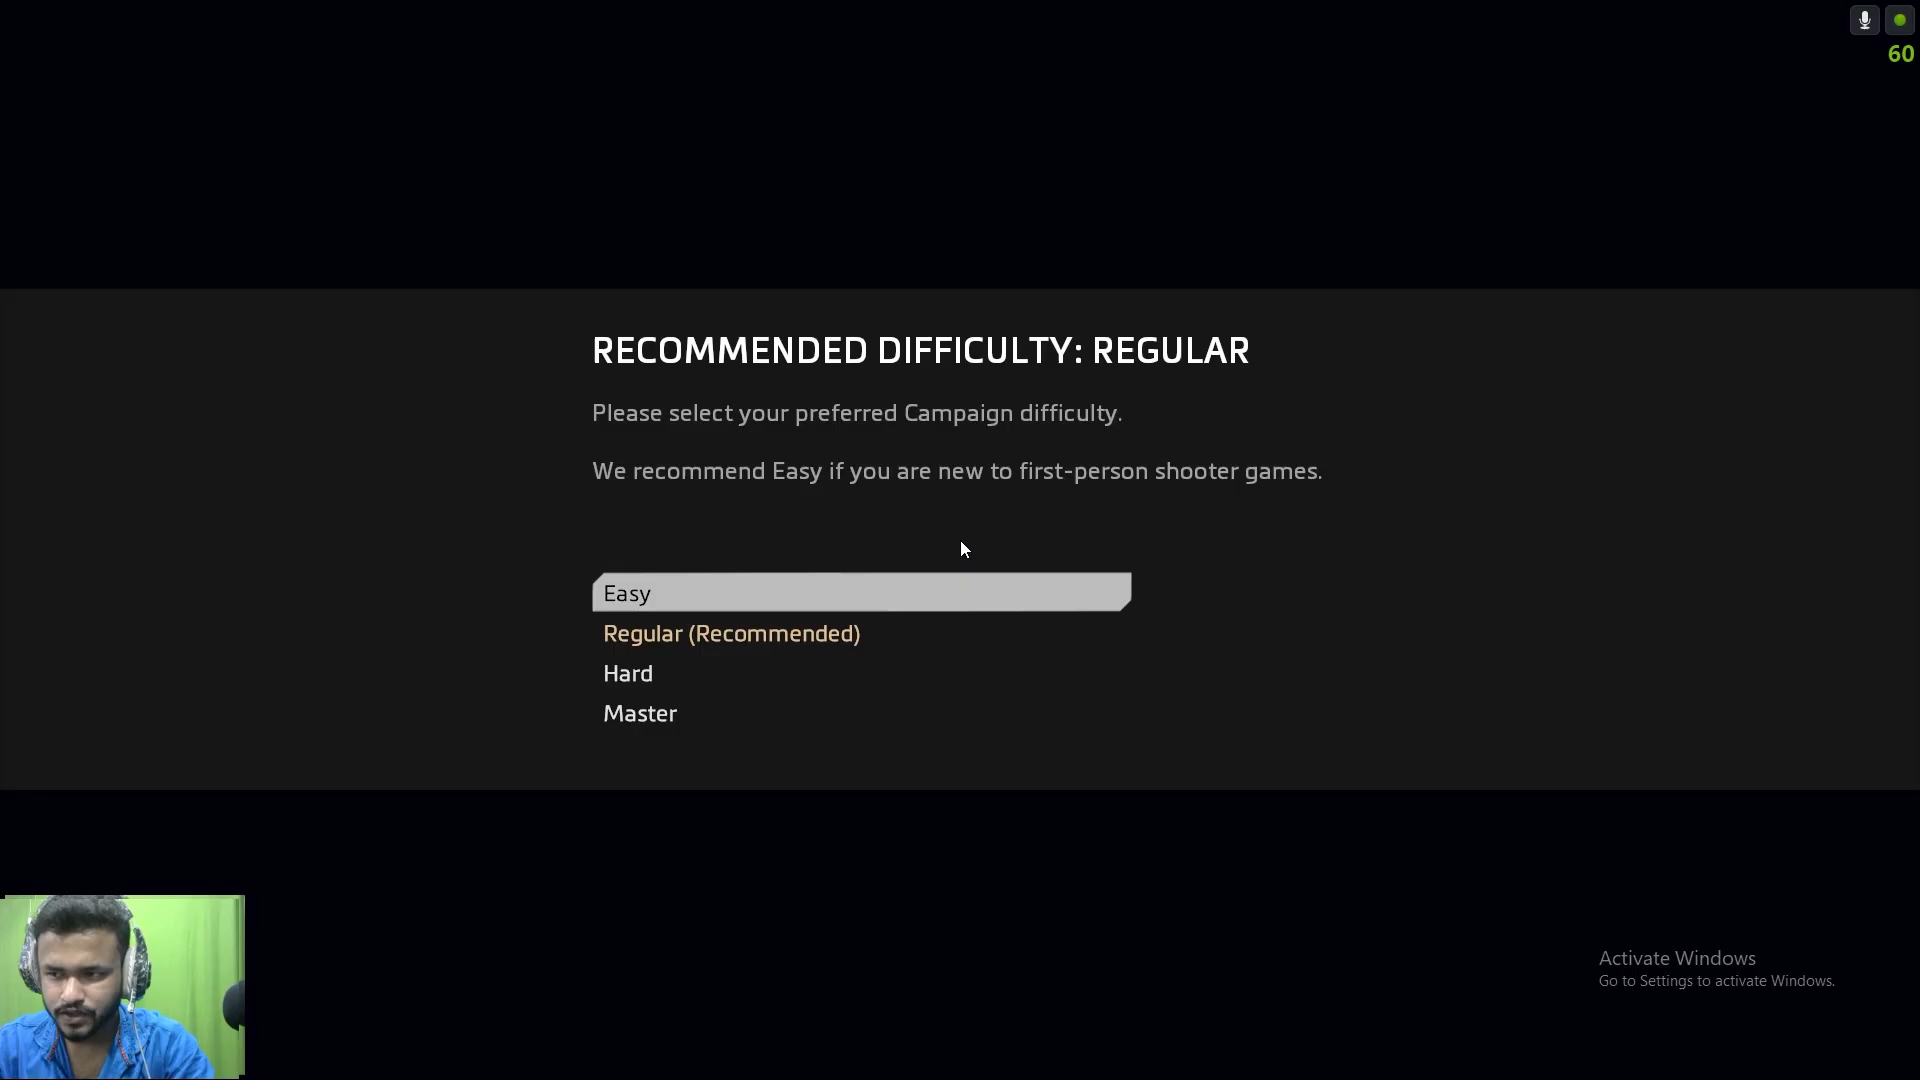 60
RECOMMENDED DIFFICULTY: REGULAR
Please select your preferred Campaign difficulty.
We recommend Easy if you are new to first-person shooter games.
Easy
Regular (Recommended)
Hard
Master
Activate Windows
Go to Settings to activate Windows.